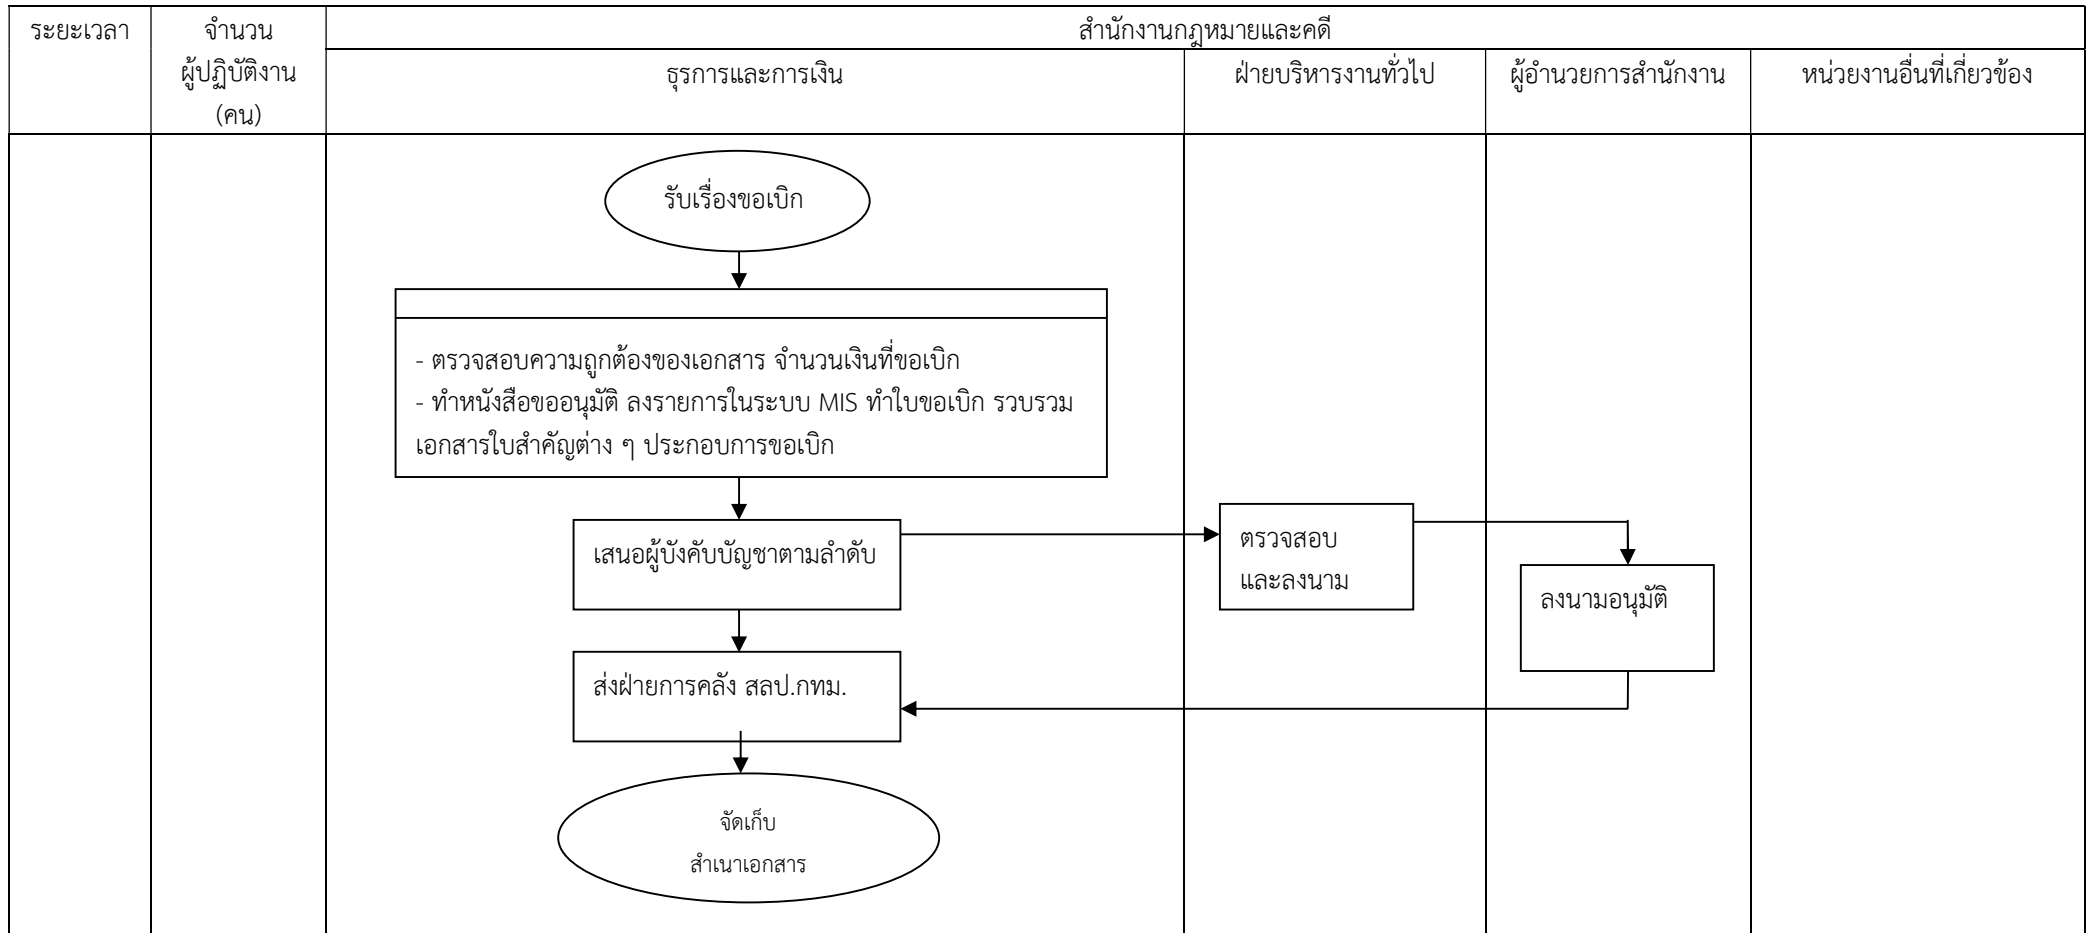 ระยะเวลา
จำนวน
ผู้ปฏิบัติงาน
(คน)
สำนักงานกฎหมายและคดี
ธุรการและการเงิน
ฝ่ายบริหารงานทั่วไป
ผู้อำนวยการสำนักงาน
หน่วยงานอื่นที่เกี่ยวข้อง
รับเรื่องขอเบิก
- ตรวจสอบความถูกต้องของเอกสาร จำนวนเงินที่ขอเบิก
- ทำหนังสือขออนุมัติ ลงรายการในระบบ MIS ทำใบขอเบิก รวบรวม
เอกสารใบสำคัญต่าง ๆ ประกอบการขอเบิก
เสนอผู้บังคับบัญชาตามลำดับ
ตรวจสอบ
และลงนาม
ลงนามอนุมัติ
ส่งฝ่ายการคลัง สลป.กทม.
จัดเก็บ
สำเนาเอกสาร